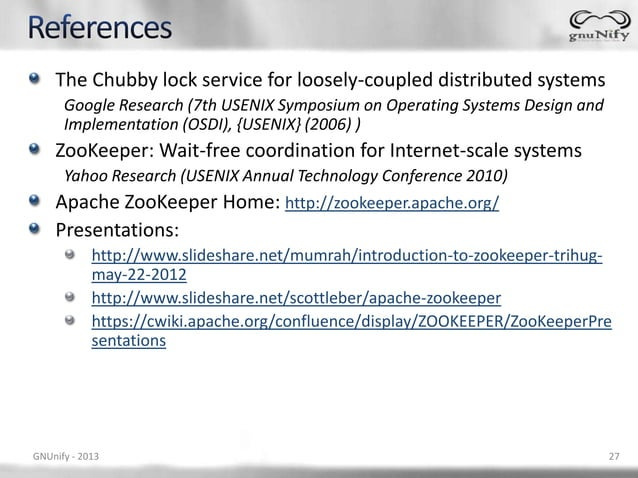 References
gnuNify
The Chubby lock service for loosely-coupled distributed systems
Google Research (7th USENIX Symposium on Operating Systems Design and
Implementation (OSDI), {USENIX} (2006) )
ZooKeeper: Wait-free coordination for Internet-scale systems
Yahoo Research (USENIX Annual Technology Conference 2010)
Apache ZooKeeper Home: http://zookeeper.apache.org/
Presentations:
http://www.slideshare.net/mumrah/introduction-to-zookeeper-trihug-
may-22-2012
http://www.slideshare.net/scottleber/apache-zookeeper
https://cwiki.apache.org/confluence/display/ZOOKEEPER/ZooKeeperPre
sentations
GNUnify - 2013
27